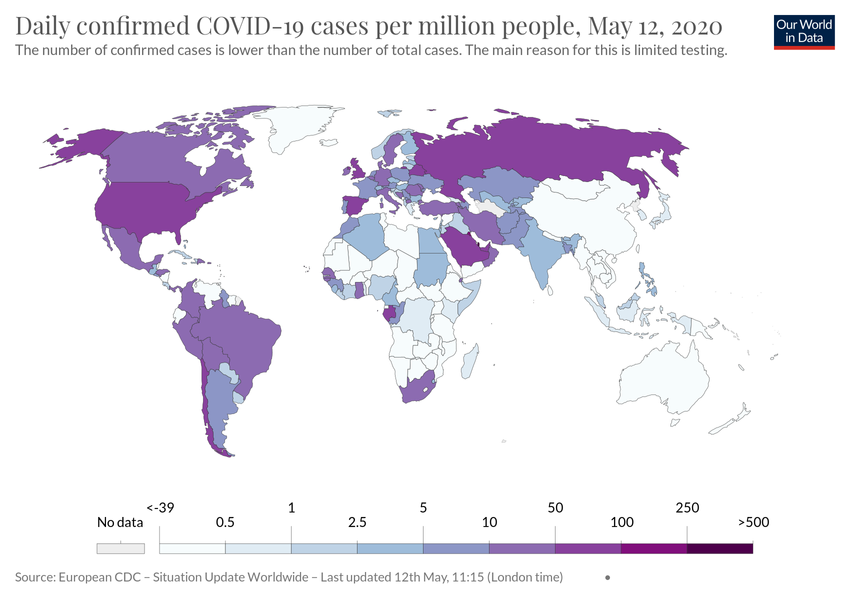 Daily confirmed COVID-19 cases per million people, May 12, 2020
Our World
in Data
The number of confirmed cases is lower than the number of total cases. The main reason for this is limited testing.
<-39 1 5 50 250
No data 0.5 2.5 10 100 >500
Source: European CDC – Situation Update Worldwide – Last updated 12th May, 11:15 (London time) •